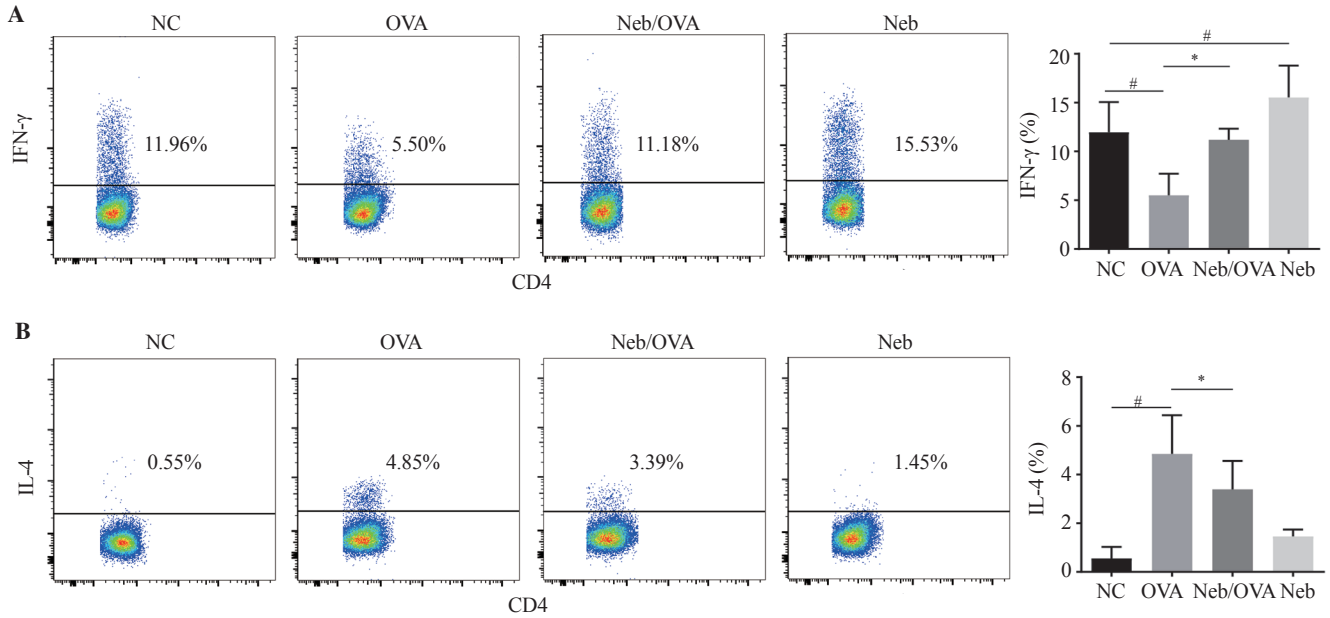 A
NC
OVA
Neb/OVA
Neb
IFN-γ
11.96%
5.50%
11.18%
15.53%
CD4
IFN-γ (%)
20
15
10
5
0
#
*
#
NC OVA Neb/OVA Neb
B
NC
OVA
Neb/OVA
Neb
IL-4
0.55%
4.85%
3.39%
1.45%
CD4
IL-4 (%)
8
6
4
2
0
*
#
NC OVA Neb/OVA Neb